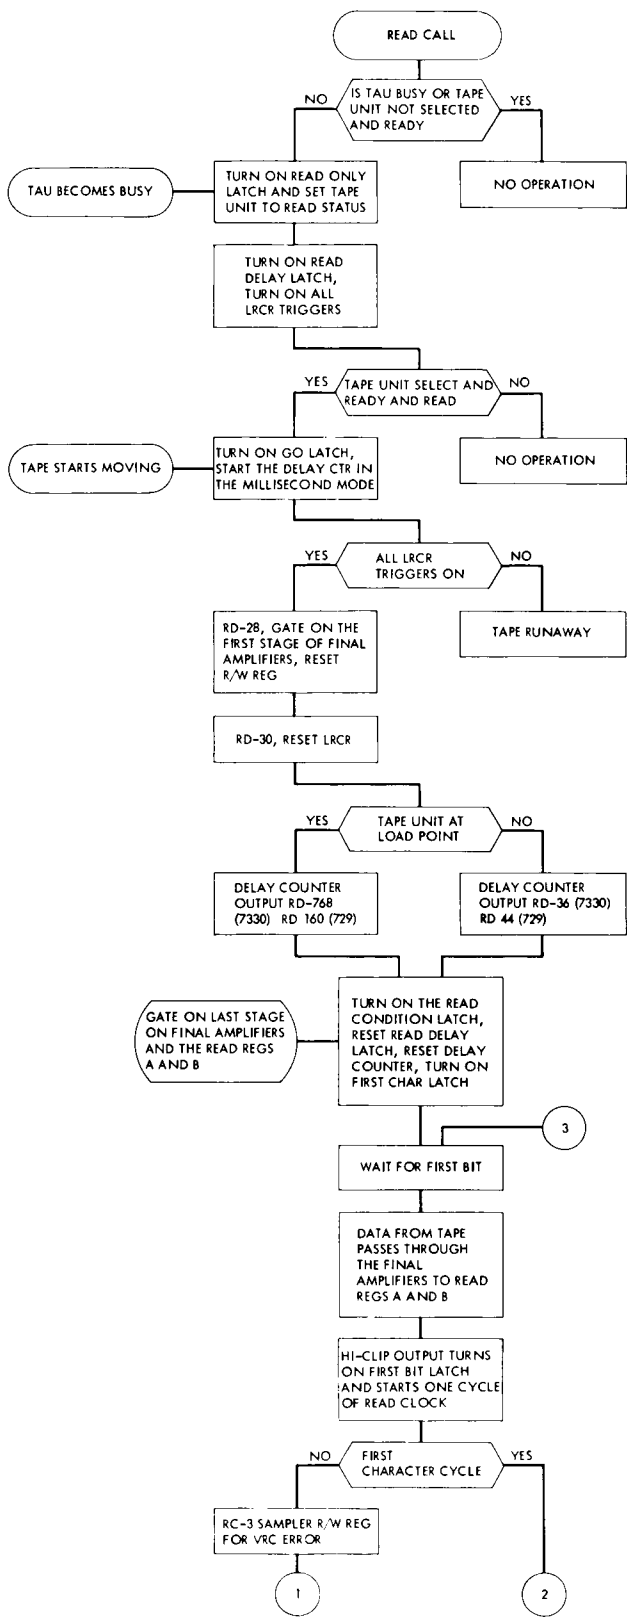 READ CALL
NO
IS TAU BUSY OR TAPE
UNIT NOT SELECTED
AND READY
YES
TAU BECOMES BUSY
TURN ON READ ONLY
LATCH AND SET TAPE
UNIT TO READ STATUS
NO OPERATION
TURN ON READ
DELAY LATCH,
TURN ON ALL
LRCR TRIGGERS
YES
TAPE UNIT SELECT AND
READY AND READ
NO
TAPE STARTS MOVING
TURN ON GO LATCH,
START THE DELAY CTR IN
THE MILLISECOND MODE
NO OPERATION
YES
ALL LRCR
TRIGGERS ON
NO
RD-28, GATE ON THE
FIRST STAGE OF FINAL
AMPLIFIERS, RESET
R/W REG
TAPE RUNAWAY
RD-30, RESET LRCR
YES
TAPE UNIT AT
LOAD POINT
NO
DELAY COUNTER
OUTPUT RD-768
(7330) RD 160 (729)
DELAY COUNTER
OUTPUT RD-36 (7330)
RD 44 (729)
GATE ON LAST STAGE
ON FINAL AMPLIFIERS
AND THE READ REGS
A AND B
TURN ON THE READ
CONDITION LATCH,
RESET READ DELAY
LATCH, RESET DELAY
COUNTER, TURN ON
FIRST CHAR LATCH
3
WAIT FOR FIRST BIT
DATA FROM TAPE
PASSES THROUGH
THE FINAL
AMPLIFIERS TO READ
REGS A AND B
HI-CLIP OUTPUT TURNS
ON FIRST BIT LATCH
AND STARTS ONE CYCLE
OF READ CLOCK
NO
FIRST
CHARACTER CYCLE
YES
RC-3 SAMPLER R/W REG
FOR VRC ERROR
1
2